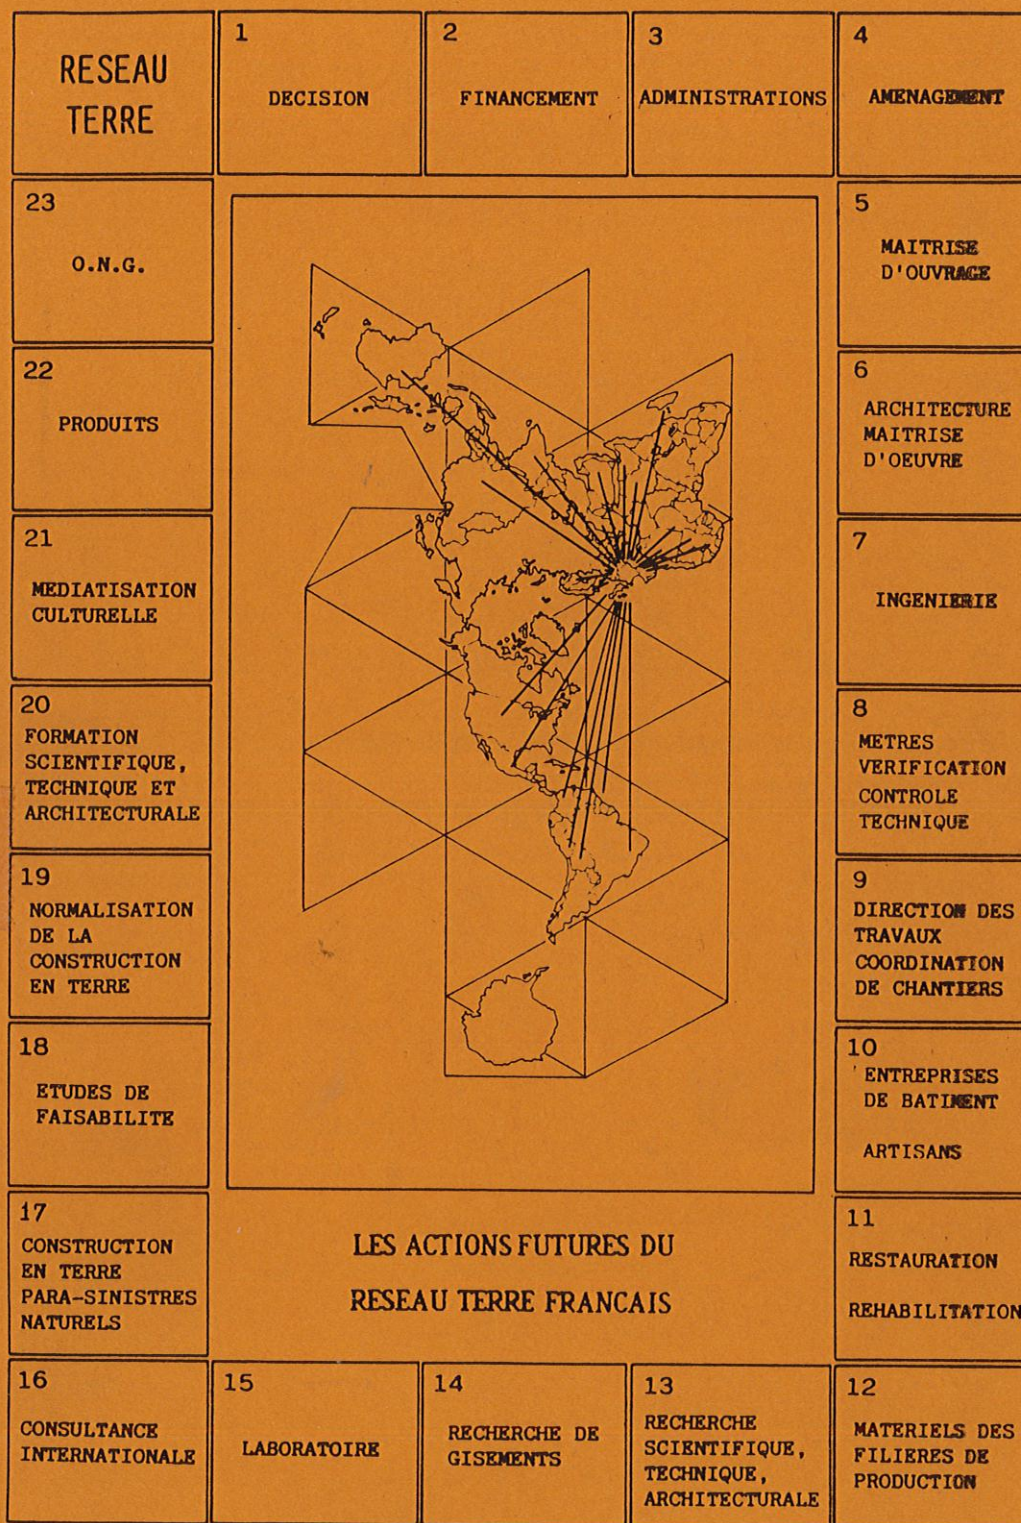 RESEAU
TERRE
1
DECISION
2
FINANCEMENT
3
ADMINISTRATIONS
4
AMENAGEMENT
5
MAITRISE
D'OUVRAGE
6
ARCHITECTURE
MAITRISE
D'OEUVRE
7
INGENIERIE
8
METRES
VERIFICATION
CONTROLE
TECHNIQUE
9
DIRECTION DES
TRAVAUX
COORDINATION
DE CHANTIERS
10
ENTREPRISES
DE BATIMENT
ARTISANS
11
RESTAURATION
REHABILITATION
12
MATERIELS DES
FILIERES DE
PRODUCTION
13
RECHERCHE
SCIENTIFIQUE,
TECHNIQUE,
ARCHITECTURALE
14
RECHERCHE DE
GISEMENTS
15
LABORATOIRE
16
CONSULTANCE
INTERNATIONALE
17
CONSTRUCTION
EN TERRE
PARA-SINISTRES
NATURELS
18
ETUDES DE
FAISABILITE
19
NORMALISATION
DE LA
CONSTRUCTION
EN TERRE
20
FORMATION
SCIENTIFIQUE,
TECHNIQUE ET
ARCHITECTURALE
21
MEDIATISATION
CULTURELLE
22
PRODUITS
23
O.N.G.
LES ACTIONS FUTURES DU
RESEAU TERRE FRANCAIS